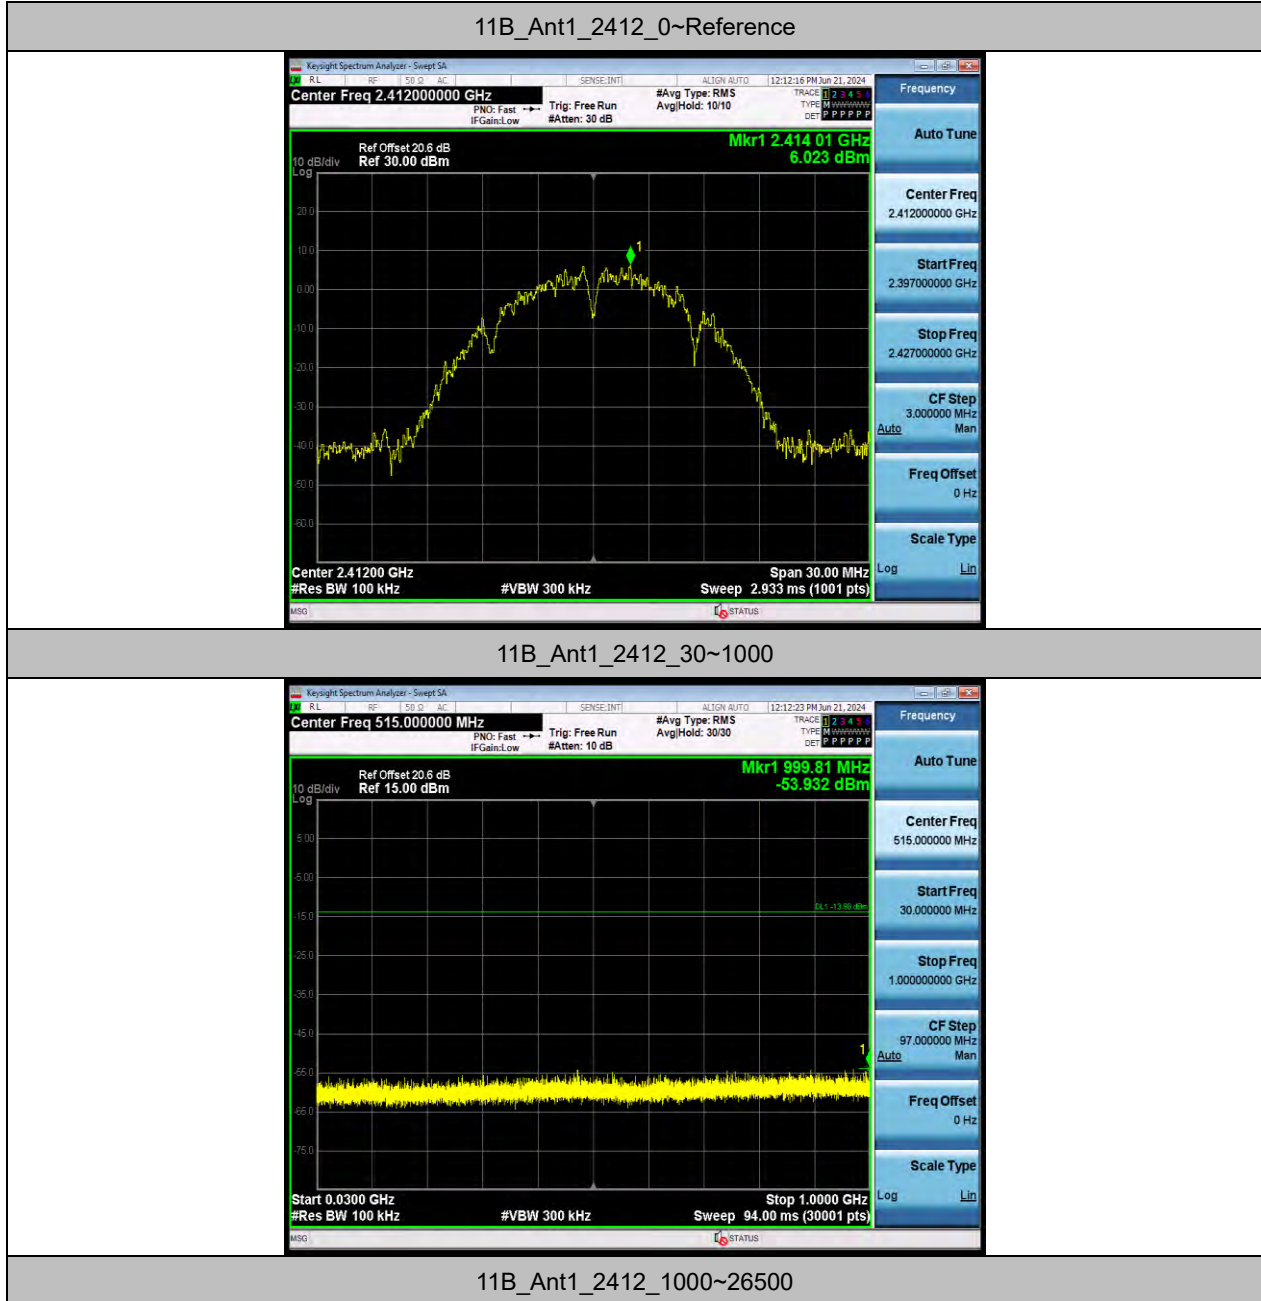 11B_Ant1_2412_0~Reference
Keysight Spectrum Analyzer - Swept SA
RL RF 50 Ω AC SENSE:INT ALIGN AUTO 12:12:16 PM Jun 21, 2024
Center Freq 2.412000000 GHz
PNO: Fast
IFGain:Low
Trig: Free Run
#Atten: 30 dB
#Avg Type: RMS
Avg|Hold: 10/10
TRACE 1 2 3 4 5 6
TYPE M WWWWW
DET P P P P P P
Frequency
Auto Tune
Mkr1 2.414 01 GHz
6.023 dBm
Ref Offset 20.6 dB
10 dB/div Ref 30.00 dBm
Log
20.0
10.0
0.00
-10.0
-20.0
-30.0
-40.0
-50.0
-60.0
1
Center Freq
2.412000000 GHz
Start Freq
2.397000000 GHz
Stop Freq
2.427000000 GHz
CF Step
3.000000 MHz
Auto Man
Freq Offset
0 Hz
Scale Type
Log Lin
Center 2.41200 GHz Span 30.00 MHz
#Res BW 100 kHz #VBW 300 kHz Sweep 2.933 ms (1001 pts)
MSG STATUS
11B_Ant1_2412_30~1000
Keysight Spectrum Analyzer - Swept SA
RL RF 50 Ω AC SENSE:INT ALIGN AUTO 12:12:23 PM Jun 21, 2024
Center Freq 515.000000 MHz
PNO: Fast
IFGain:Low
Trig: Free Run
#Atten: 10 dB
#Avg Type: RMS
Avg|Hold: 30/30
TRACE 1 2 3 4 5 6
TYPE M WWWWW
DET P P P P P P
Frequency
Auto Tune
Mkr1 999.81 MHz
-53.932 dBm
Ref Offset 20.6 dB
10 dB/div Ref 15.00 dBm
Log
5.00
-5.00
-15.0
-25.0
-35.0
-45.0
-55.0
-65.0
-75.0
DL1 -13.98 dBm
1
Center Freq
515.000000 MHz
Start Freq
30.000000 MHz
Stop Freq
1.000000000 GHz
CF Step
97.000000 MHz
Auto Man
Freq Offset
0 Hz
Scale Type
Log Lin
Start 0.0300 GHz Stop 1.0000 GHz
#Res BW 100 kHz #VBW 300 kHz Sweep 94.00 ms (30001 pts)
MSG STATUS
11B_Ant1_2412_1000~26500